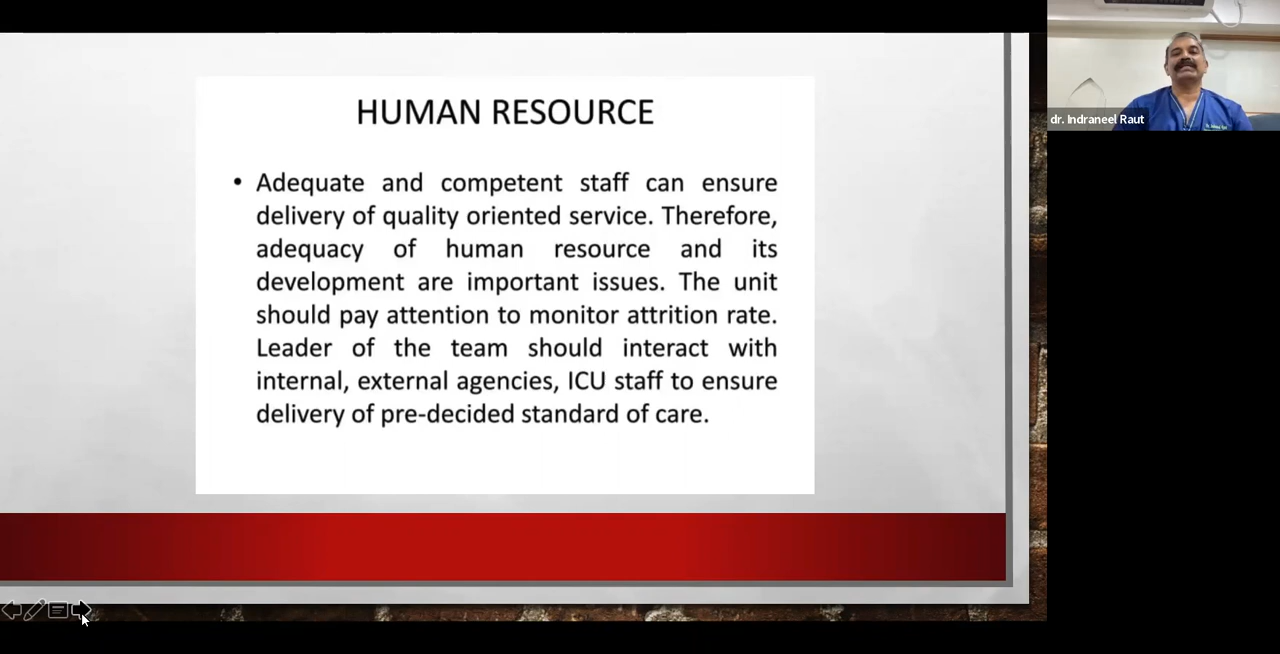 HUMAN RESOURCE
• Adequate and competent staff can ensure
delivery of quality oriented service. Therefore,
adequacy of human resource and its
development are important issues. The unit
should pay attention to monitor attrition rate.
Leader of the team should interact with
internal, external agencies, ICU staff to ensure
delivery of pre-decided standard of care.
dr. Indraneel Raut